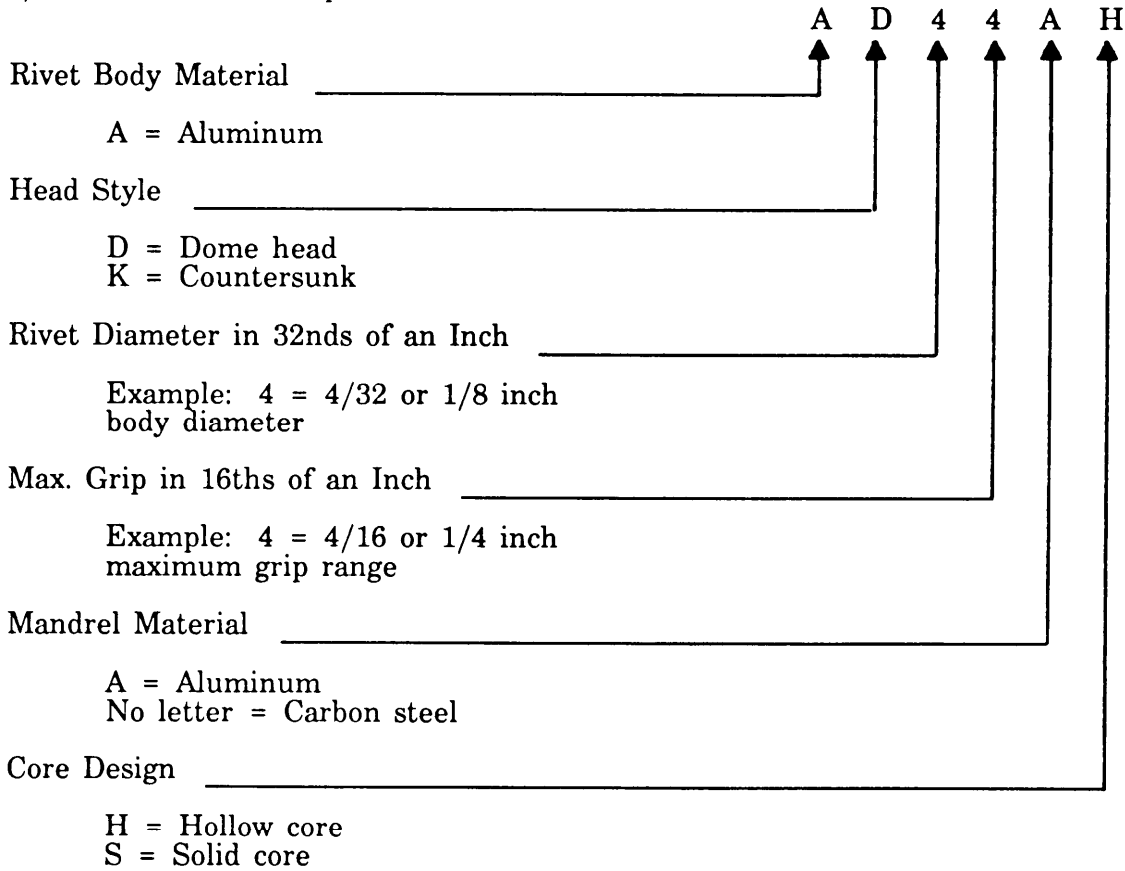 A D 4 4 A H
Rivet Body Material
A = Aluminum
Head Style
D = Dome head
K = Countersunk
Rivet Diameter in 32nds of an Inch
Example: 4 = 4/32 or 1/8 inch
body diameter
Max. Grip in 16ths of an Inch
Example: 4 = 4/16 or 1/4 inch
maximum grip range
Mandrel Material
A = Aluminum
No letter = Carbon steel
Core Design
H = Hollow core
S = Solid core